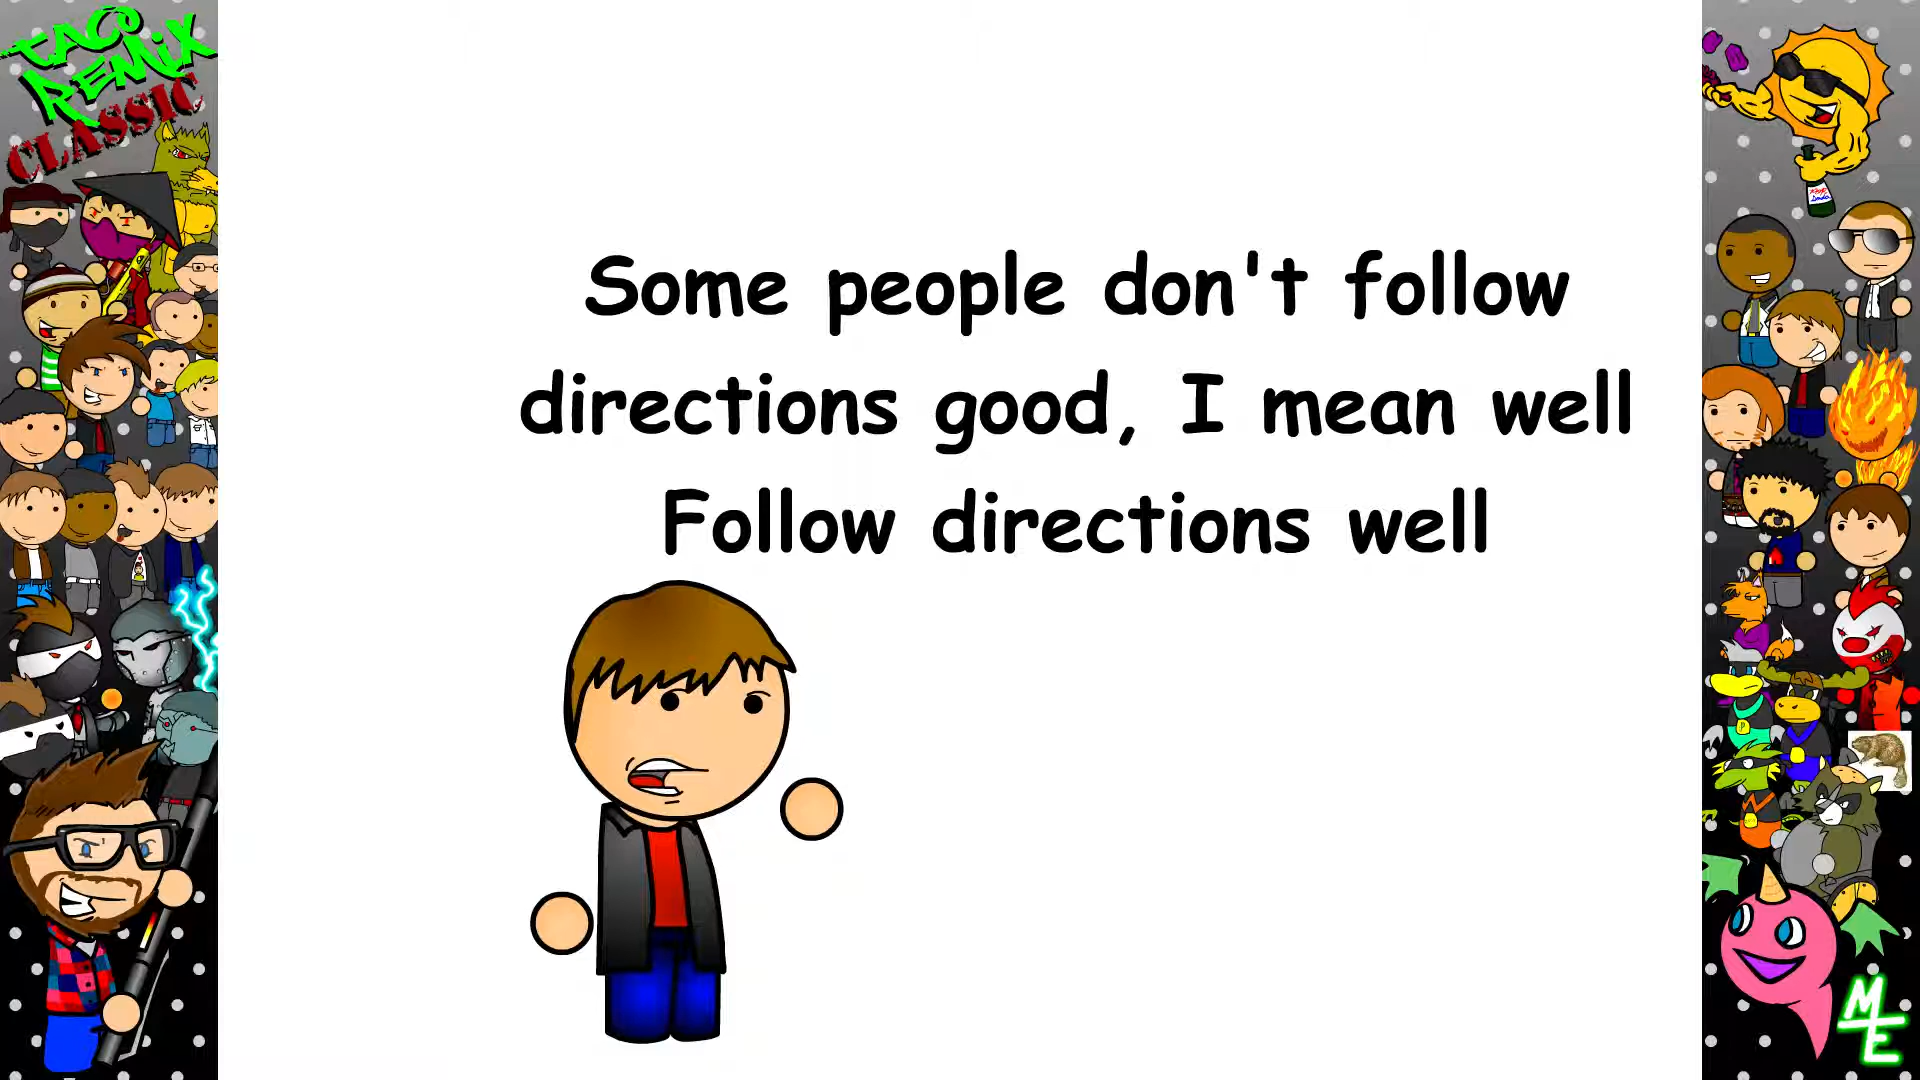 TACO
REMIX
CLASSIC
Some people don't follow
directions good, I mean well
Follow directions well
ME